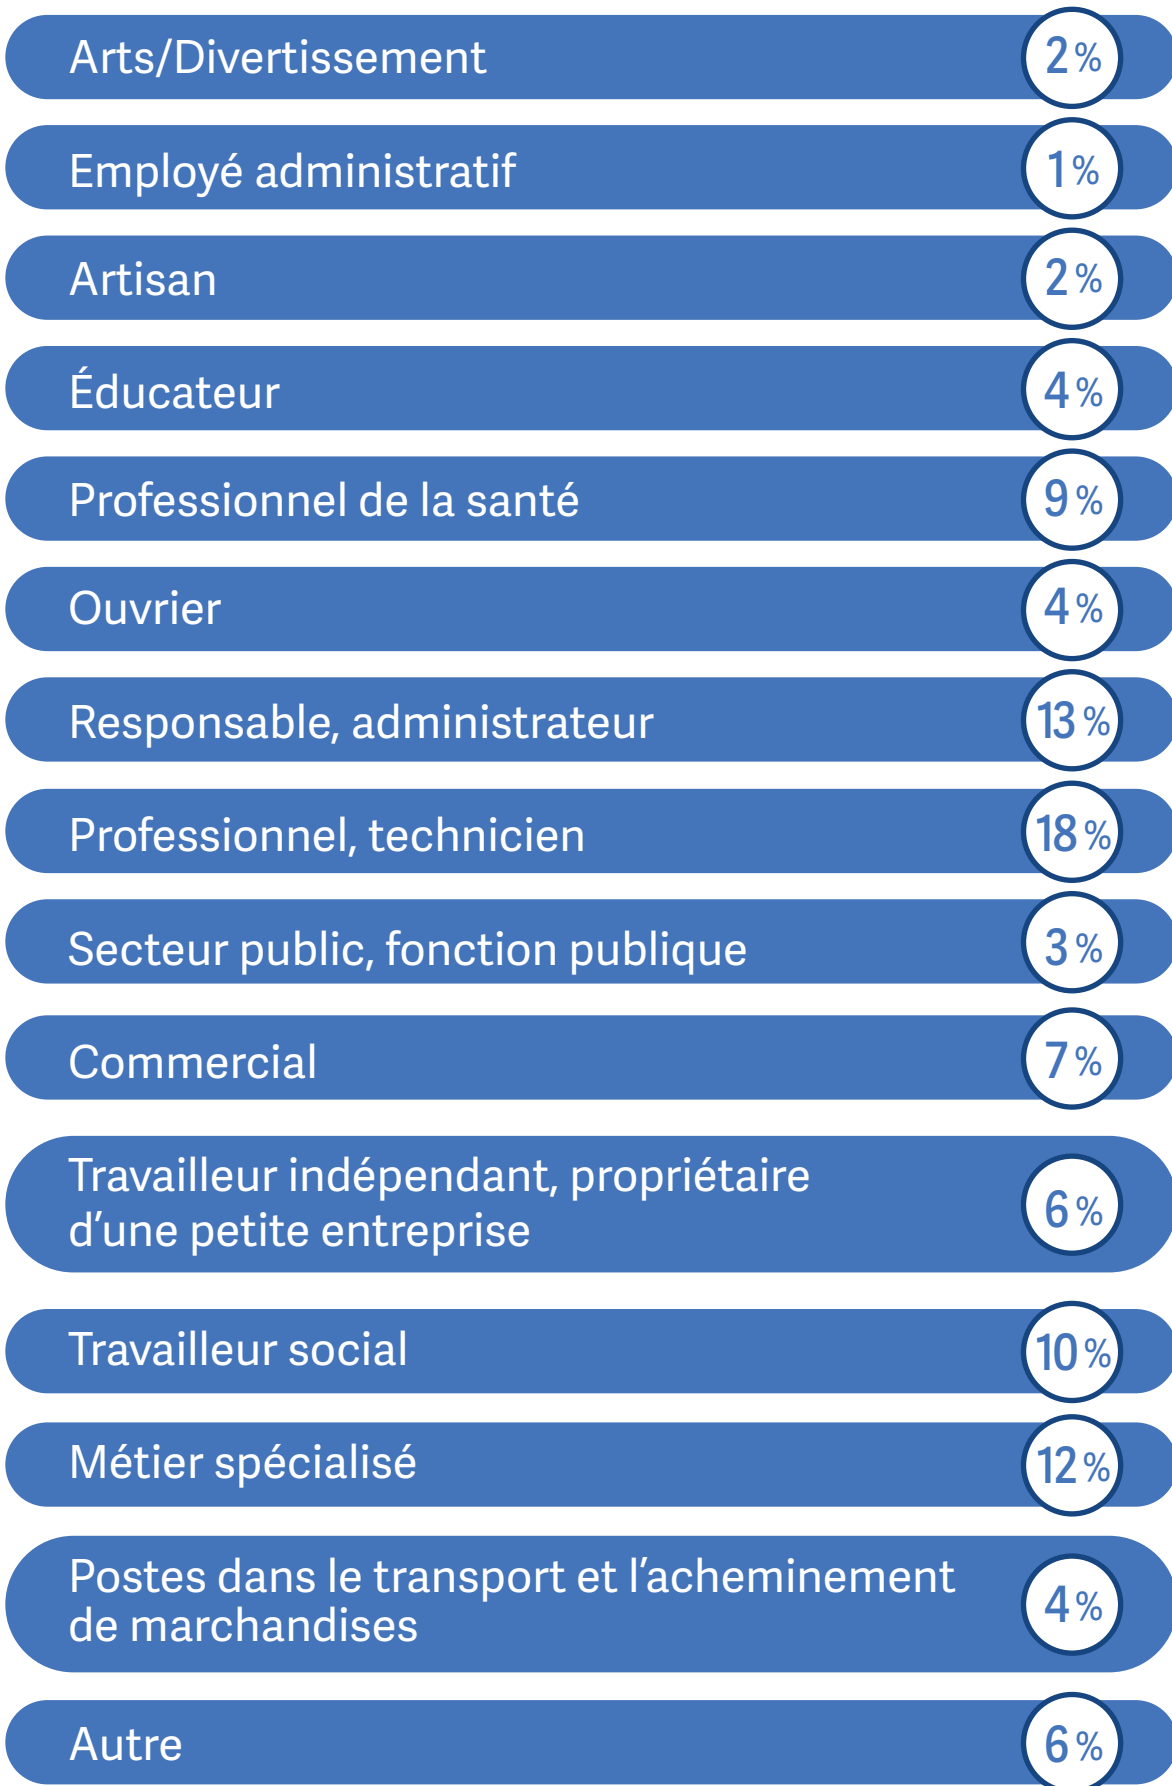 Arts/Divertissement 2 %
Employé administratif 1 %
Artisan 2 %
Éducateur 4 %
Professionnel de la santé 9 %
Ouvrier 4 %
Responsable, administrateur 13 %
Professionnel, technicien 18 %
Secteur public, fonction publique 3 %
Commercial 7 %
Travailleur indépendant, propriétaire
d’une petite entreprise 6 %
Travailleur social 10 %
Métier spécialisé 12 %
Postes dans le transport et l’acheminement
de marchandises 4 %
Autre 6 %